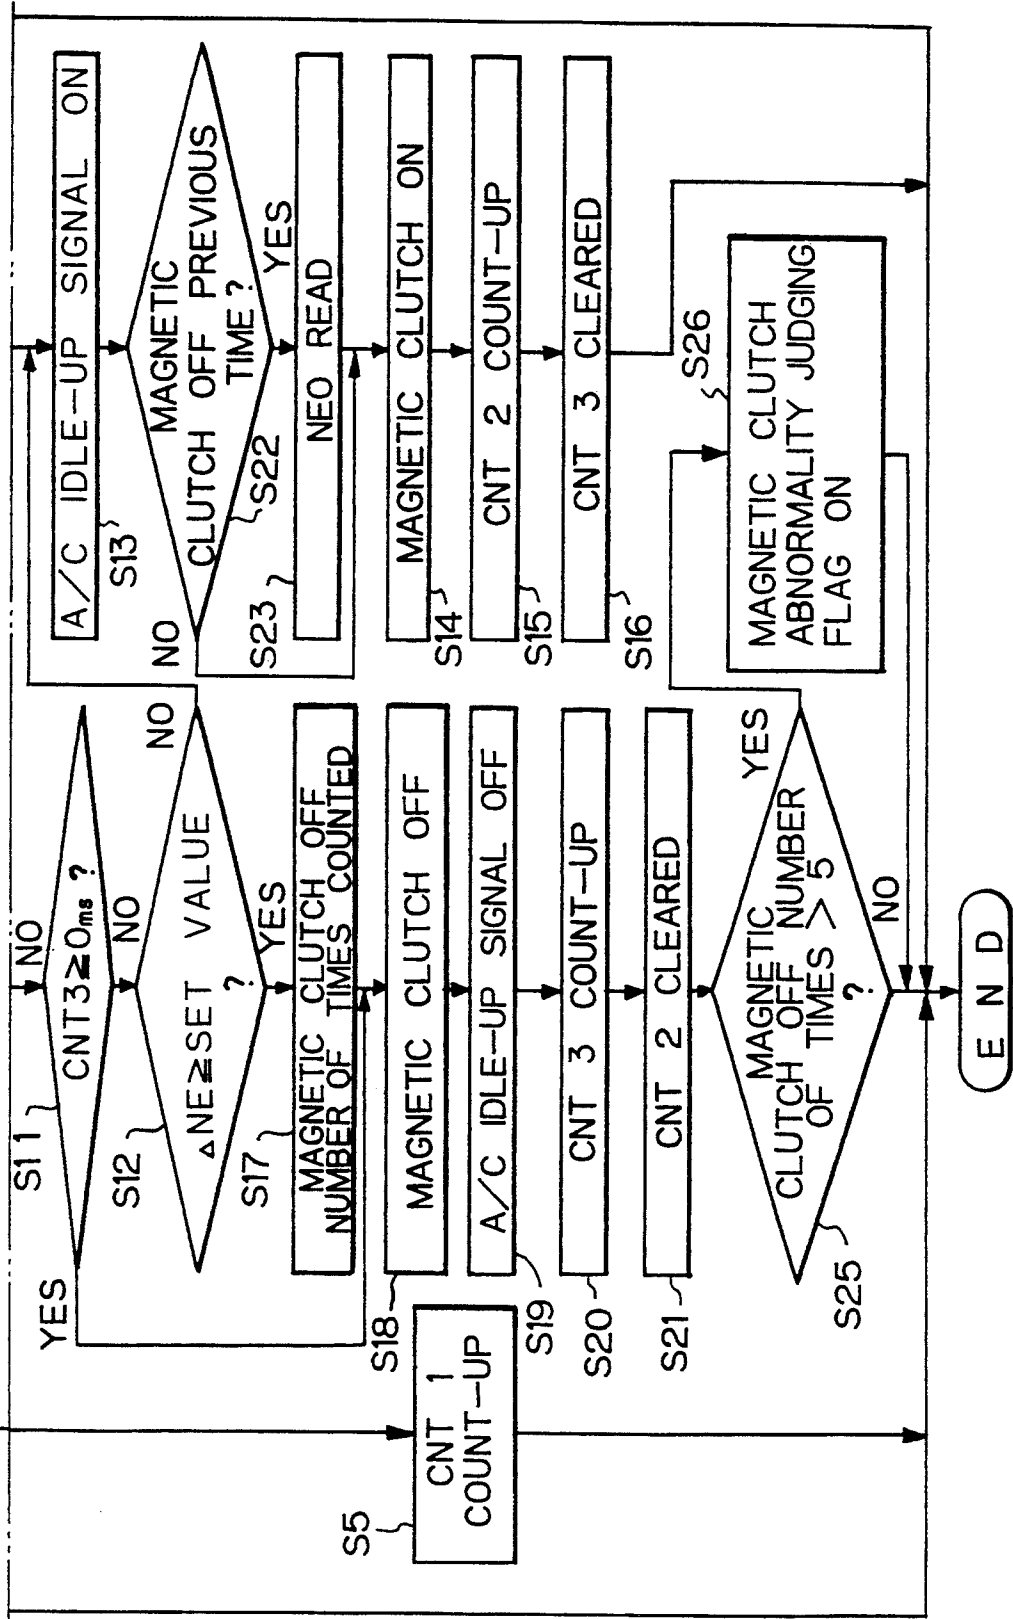 NO
S11
CNT3≧0ms ?
YES
NO
S12
△NE≧SET VALUE
?
NO
YES
S17
MAGNETIC CLUTCH OFF
NUMBER OF TIMES COUNTED
S18
MAGNETIC CLUTCH OFF
A/C IDLE-UP SIGNAL OFF
S19
CNT 3 COUNT-UP
S20
CNT 2 CLEARED
S21
MAGNETIC
CLUTCH OFF NUMBER
OF TIMES > 5
?
S25
YES
NO
S5
CNT 1
COUNT-UP
A/C IDLE-UP SIGNAL ON
S13
MAGNETIC
CLUTCH OFF PREVIOUS
TIME ?
S22
NO
YES
S23
NEO READ
MAGNETIC CLUTCH ON
S14
CNT 2 COUNT-UP
S15
CNT 3 CLEARED
S16
S26
MAGNETIC CLUTCH
ABNORMALITY JUDGING
FLAG ON
END